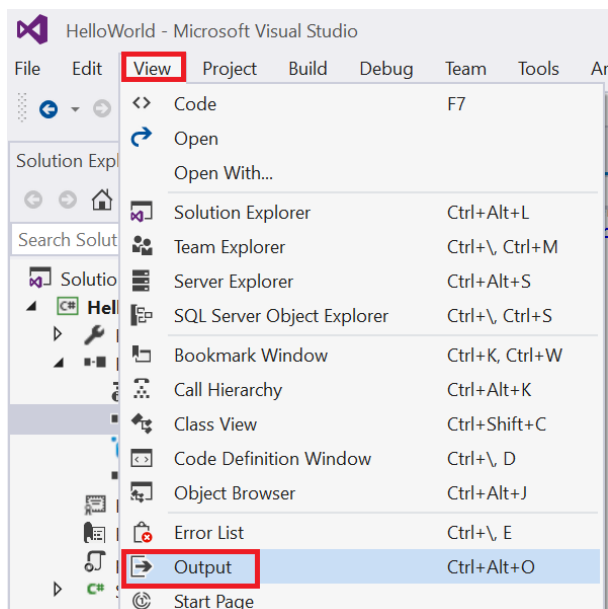 HelloWorld - Microsoft Visual Studio
File Edit View Project Build Debug Team Tools
Code F7
Open
Solution Expl
Open With...
Solution Explorer Ctrl+Alt+L
Search Solut
Team Explorer Ctrl+\, Ctrl+M
Solutio
Server Explorer Ctrl+Alt+S
C# Hel
SQL Server Object Explorer Ctrl+\, Ctrl+S
Bookmark Window Ctrl+K, Ctrl+W
Call Hierarchy Ctrl+Alt+K
Class View Ctrl+Shift+C
Code Definition Window Ctrl+\, D
Object Browser Ctrl+Alt+J
Error List Ctrl+\, E
Output Ctrl+Alt+O
C#
Start Page